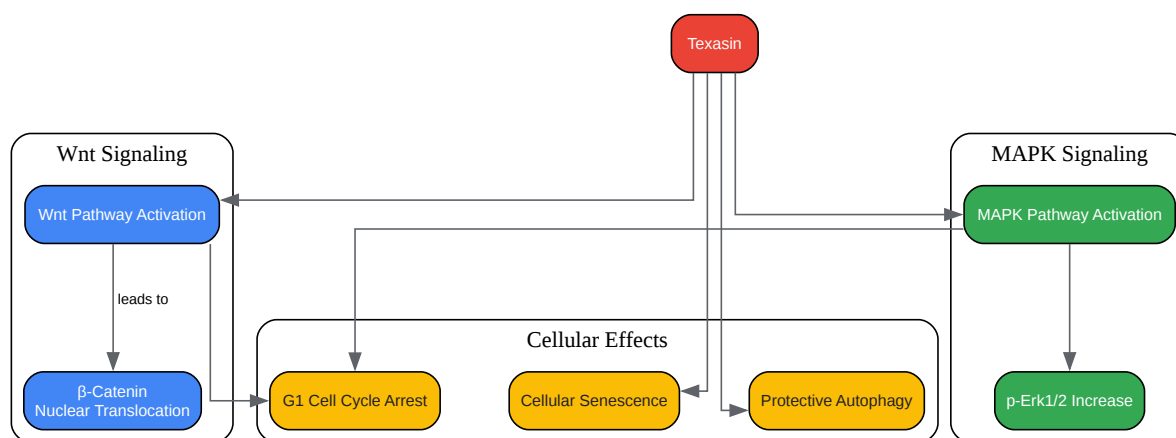 Texasin
Wnt Signaling
MAPK Signaling
Wnt Pathway Activation
MAPK Pathway Activation
leads to
Cellular Effects
β-Catenin
Nuclear Translocation
G1 Cell Cycle Arrest
Cellular Senescence
Protective Autophagy
p-Erk1/2 Increase